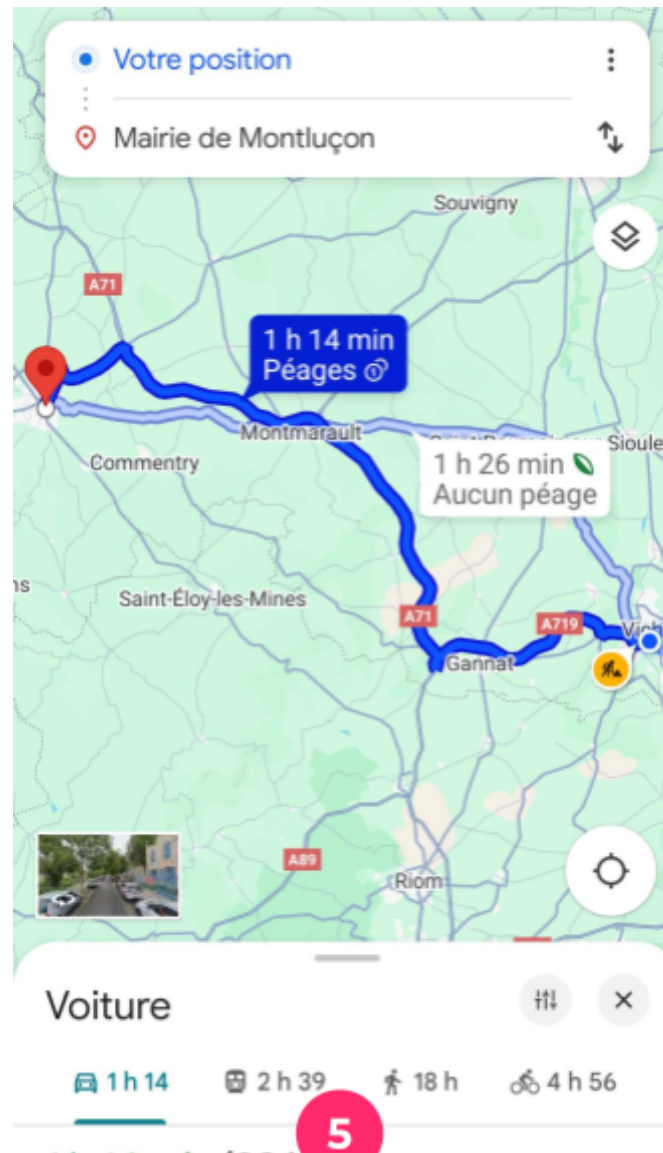 Votre position
Mairie de Montluçon
Souvigny
A71
1 h 14 min
Péages
Montmarault
Sioule
1 h 26 min
Aucun péage
Commentry
Saint-Éloy-les-Mines
A71
A719
Gannat
A89
Riom
Voiture
1 h 14
2 h 39
18 h
4 h 56
5